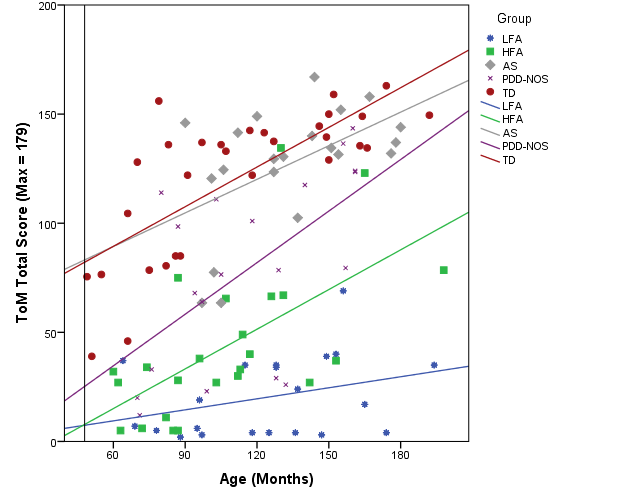 200
150
100
50
0
ToM Total Score (Max = 179)
60
90
120
150
180
Age (Months)
Group
LFA
HFA
AS
PDD-NOS
TD
LFA
HFA
AS
PDD-NOS
TD